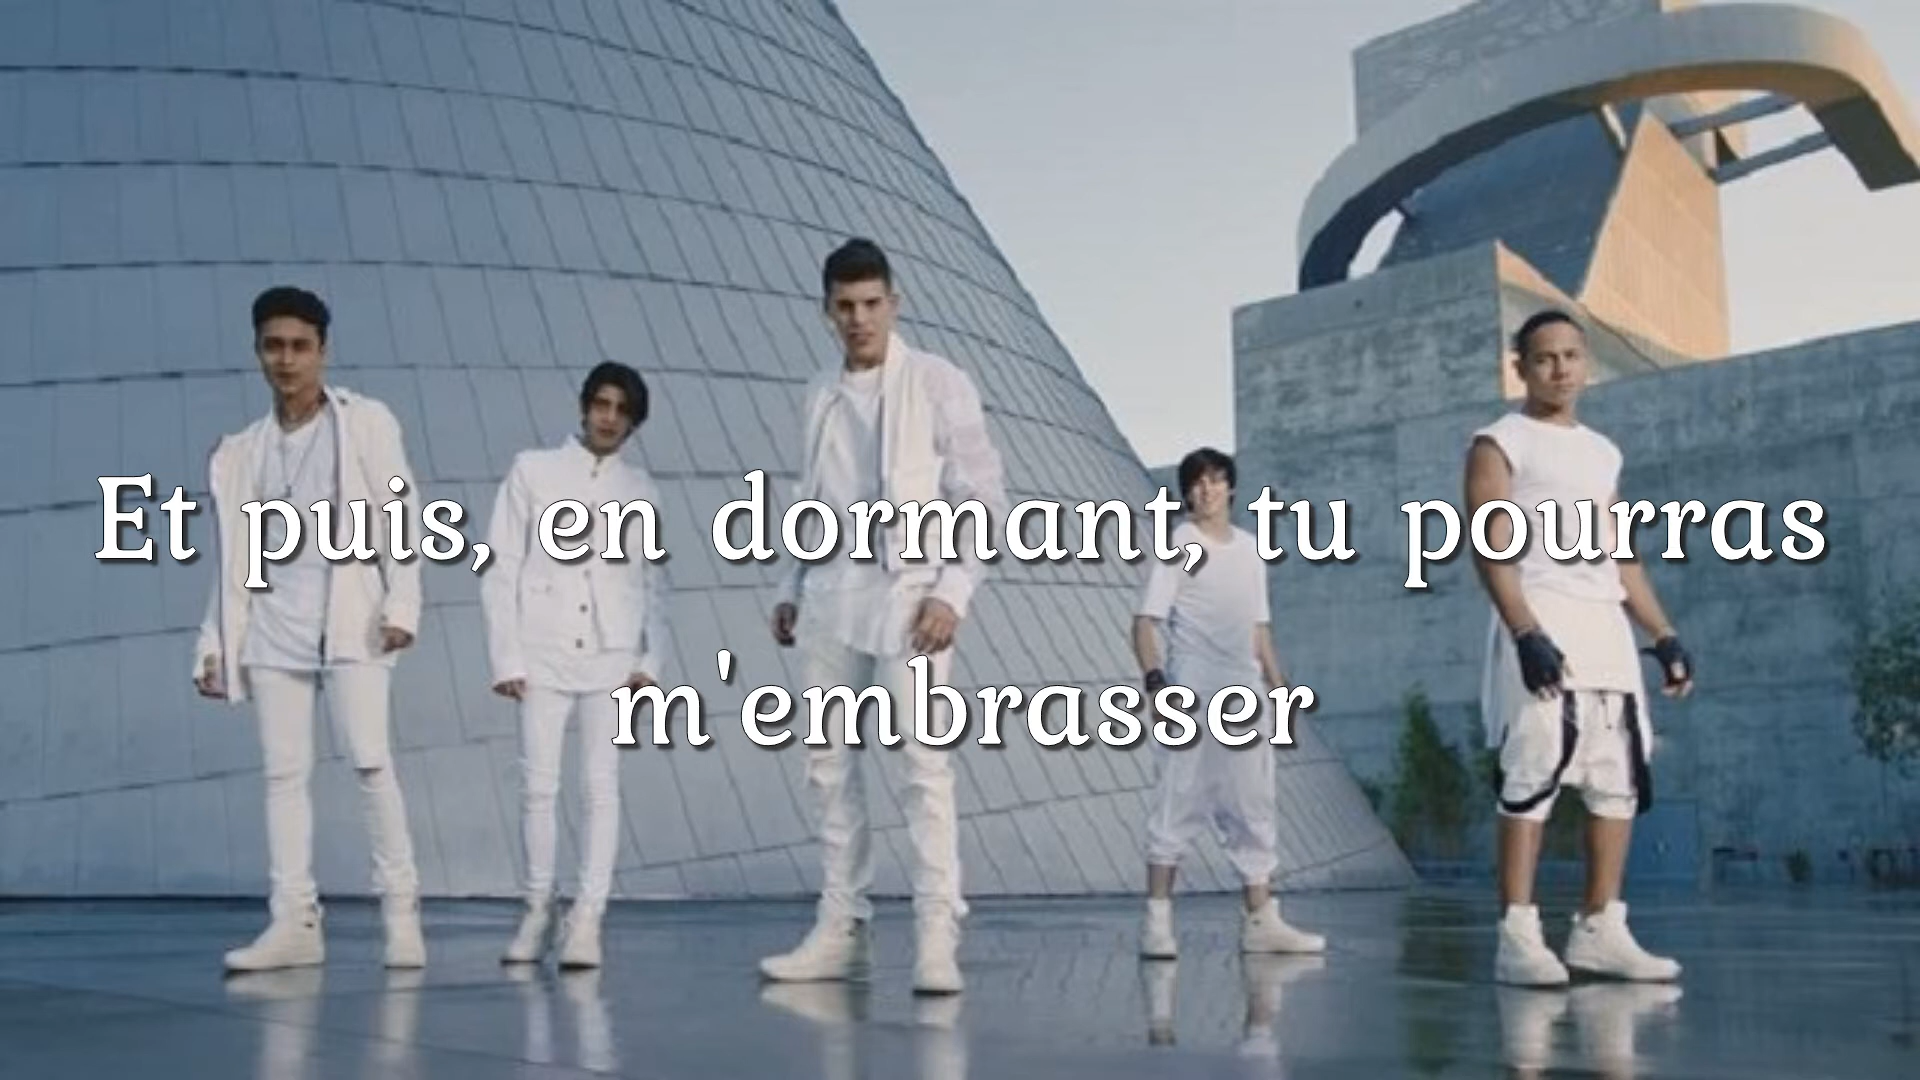 Et puis, en dormant, tu pourras
m'embrasser